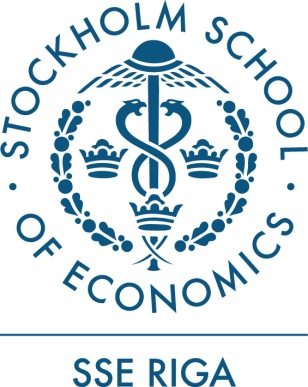 STOCKHOLM SCHOOL
· OF ECONOMICS ·
SSE RIGA